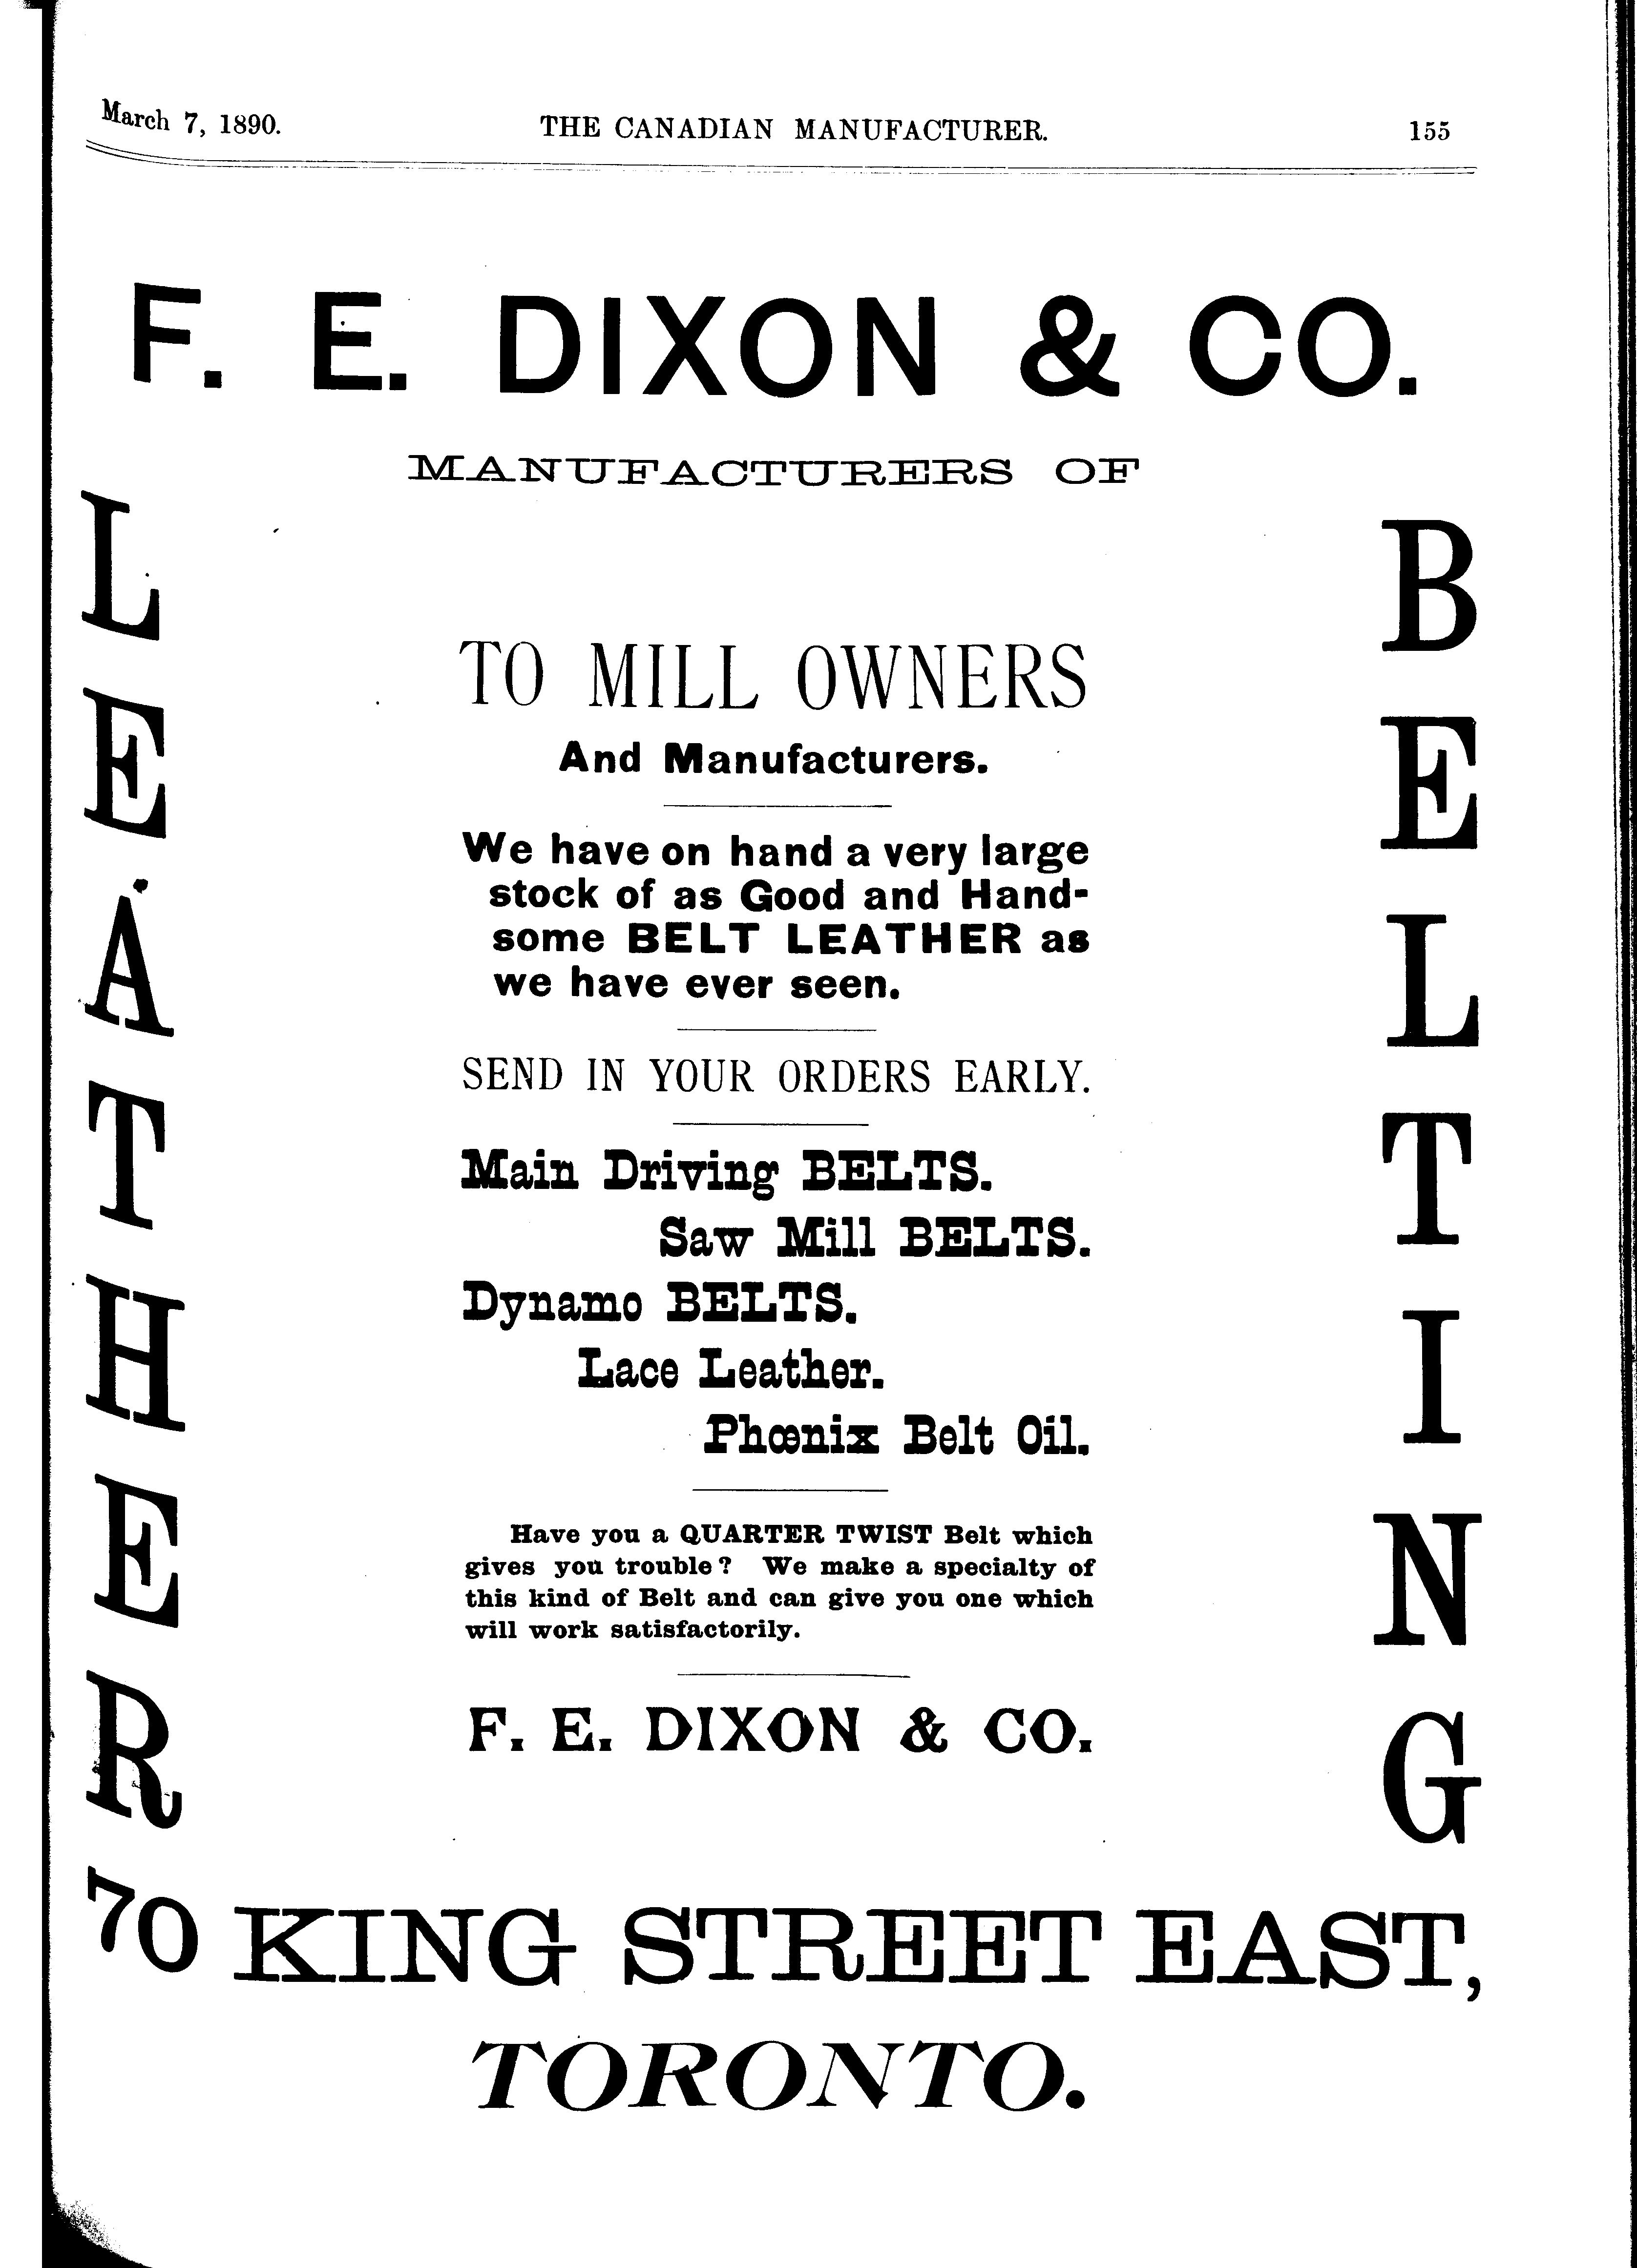 March 7, 1890.
THE CANADIAN MANUFACTURER.
155
F. E. DIXON & CO.
MANUFACTURERS OF
LEATHER
BELTING
TO MILL OWNERS
And Manufacturers.
We have on hand a very large
stock of as Good and Hand-
some BELT LEATHER as
we have ever seen.
SEND IN YOUR ORDERS EARLY.
Main Driving BELTS.
Saw Mill BELTS.
Dynamo BELTS.
Lace Leather.
Phœnix Belt Oil.
Have you a QUARTER TWIST Belt which
gives you trouble? We make a specialty of
this kind of Belt and can give you one which
will work satisfactorily.
F. E. DIXON & CO.
70 KING STREET EAST,
TORONTO.